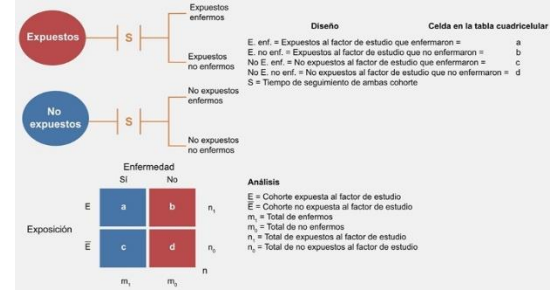 Expuestos
S
Expuestos
enfermos
Expuestos
no enfermos
No
expuestos
S
No expuestos
enfermos
No expuestos
no enfermos
Diseño Celda en la tabla cuadricelular
E. enf. = Expuestos al factor de estudio que enfermaron = a
E. no enf. = Expuestos al factor de estudio que no enfermaron = b
No E. enf. = No expuestos al factor de estudio que enfermaron = c
No E. no enf. = No expuestos al factor de estudio que no enfermaron = d
S = Tiempo de seguimiento de ambas cohorte
Enfermedad
Sí No
E a b n₁
Exposición
E̅ c d n₀
n
m₁ m₀
Análisis
E = Cohorte expuesta al factor de estudio
E̅ = Cohorte no expuesta al factor de estudio
m₁ = Total de enfermos
m₀ = Total de no enfermos
n₁ = Total de expuestos al factor de estudio
n₀ = Total de no expuestos al factor de estudio